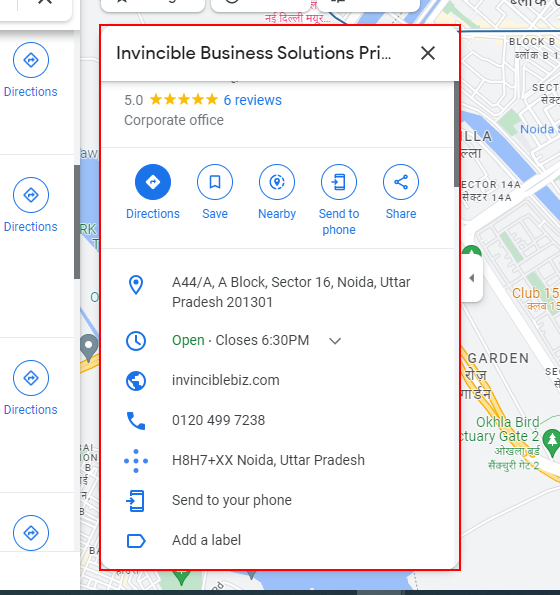 नई दिल्ली मयूर...
BLOCK B
ब्लॉक B
Invincible Business Solutions Pri...
5.0
6 reviews
Corporate office
Directions
Save
Nearby
Send to
phone
Share
A44/A, A Block, Sector 16, Noida, Uttar
Pradesh 201301
Open · Closes 6:30PM
invinciblebiz.com
0120 499 7238
H8H7+XX Noida, Uttar Pradesh
Send to your phone
Add a label
Directions
Directions
Directions
Noida
SECTOR 14A
सेक्टर 14A
Club 15
क्लब 15
GARDEN
Okhla Bird
ctuary Gate 2
ओखला बर्ड
सैंक्चुरी गेट 2